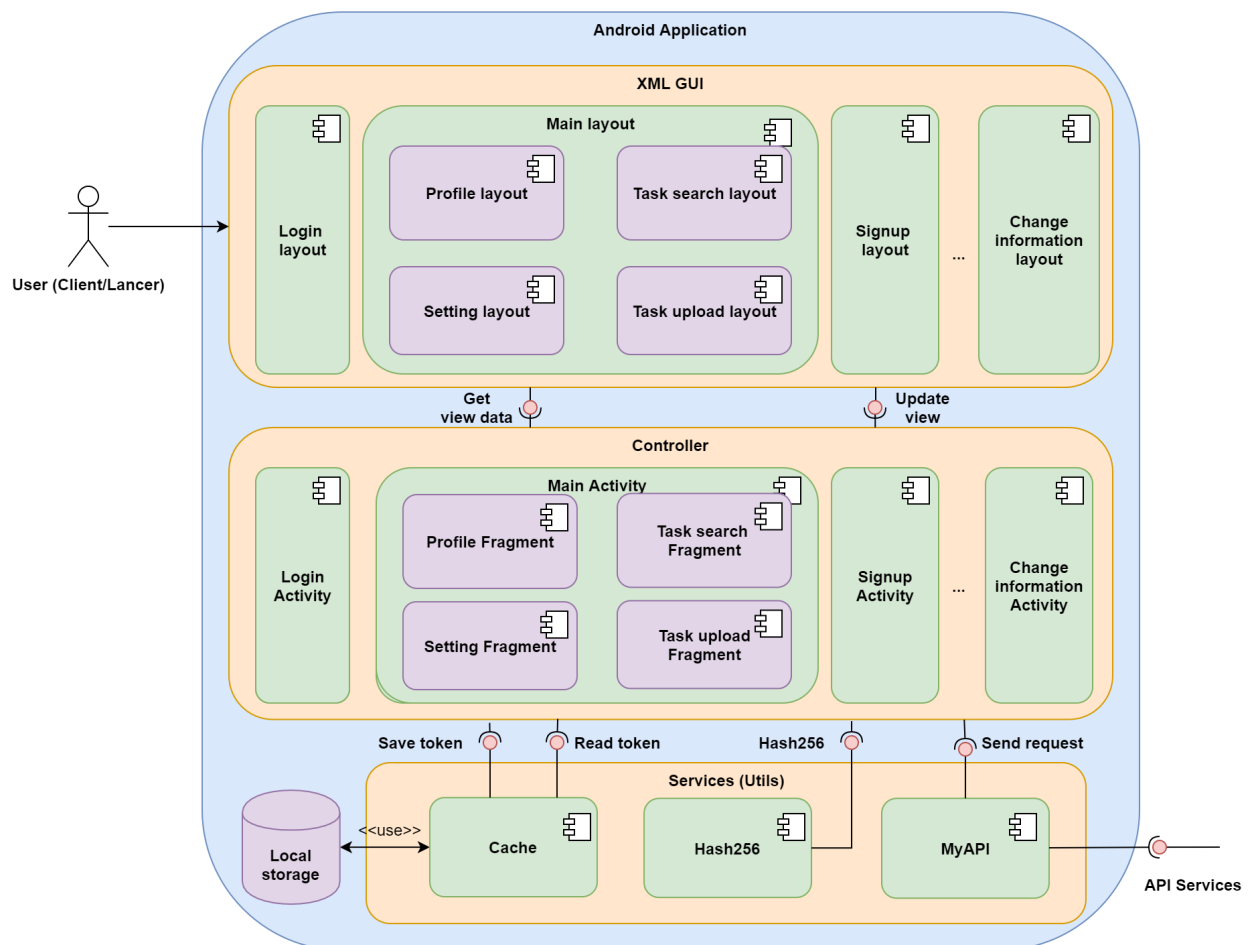 Android Application
XML GUI
Main layout
Profile layout
Task search layout
Login
layout
Signup
layout
...
Change
information
layout
User (Client/Lancer)
Setting layout
Task upload layout
Get
view data
Update
view
Controller
Main Activity
Profile Fragment
Task search
Fragment
Login
Activity
Signup
Activity
...
Change
information
Activity
Setting Fragment
Task upload
Fragment
Save token
Read token
Hash256
Send request
Services (Utils)
<<use>>
Local
storage
Cache
Hash256
MyAPI
API Services